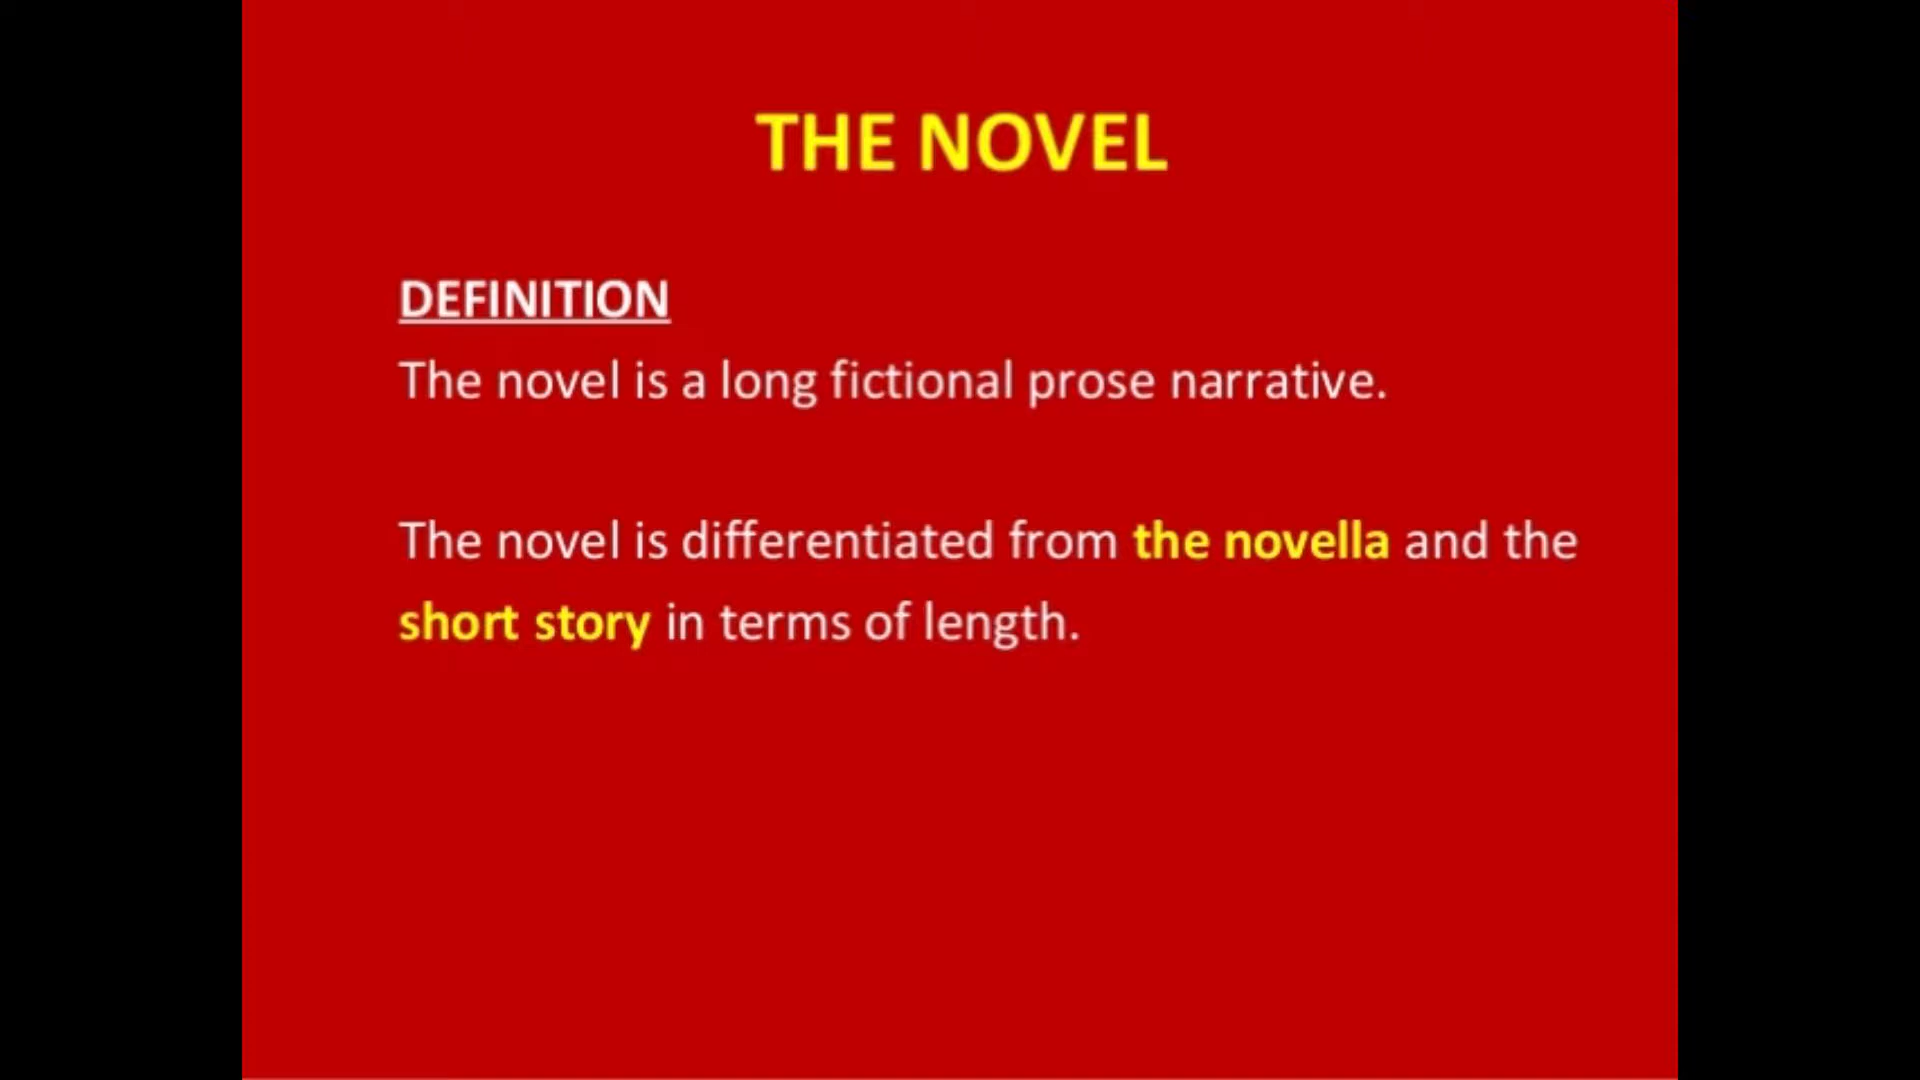 THE NOVEL
DEFINITION
The novel is a long fictional prose narrative.
The novel is differentiated from the novella and the
short story in terms of length.